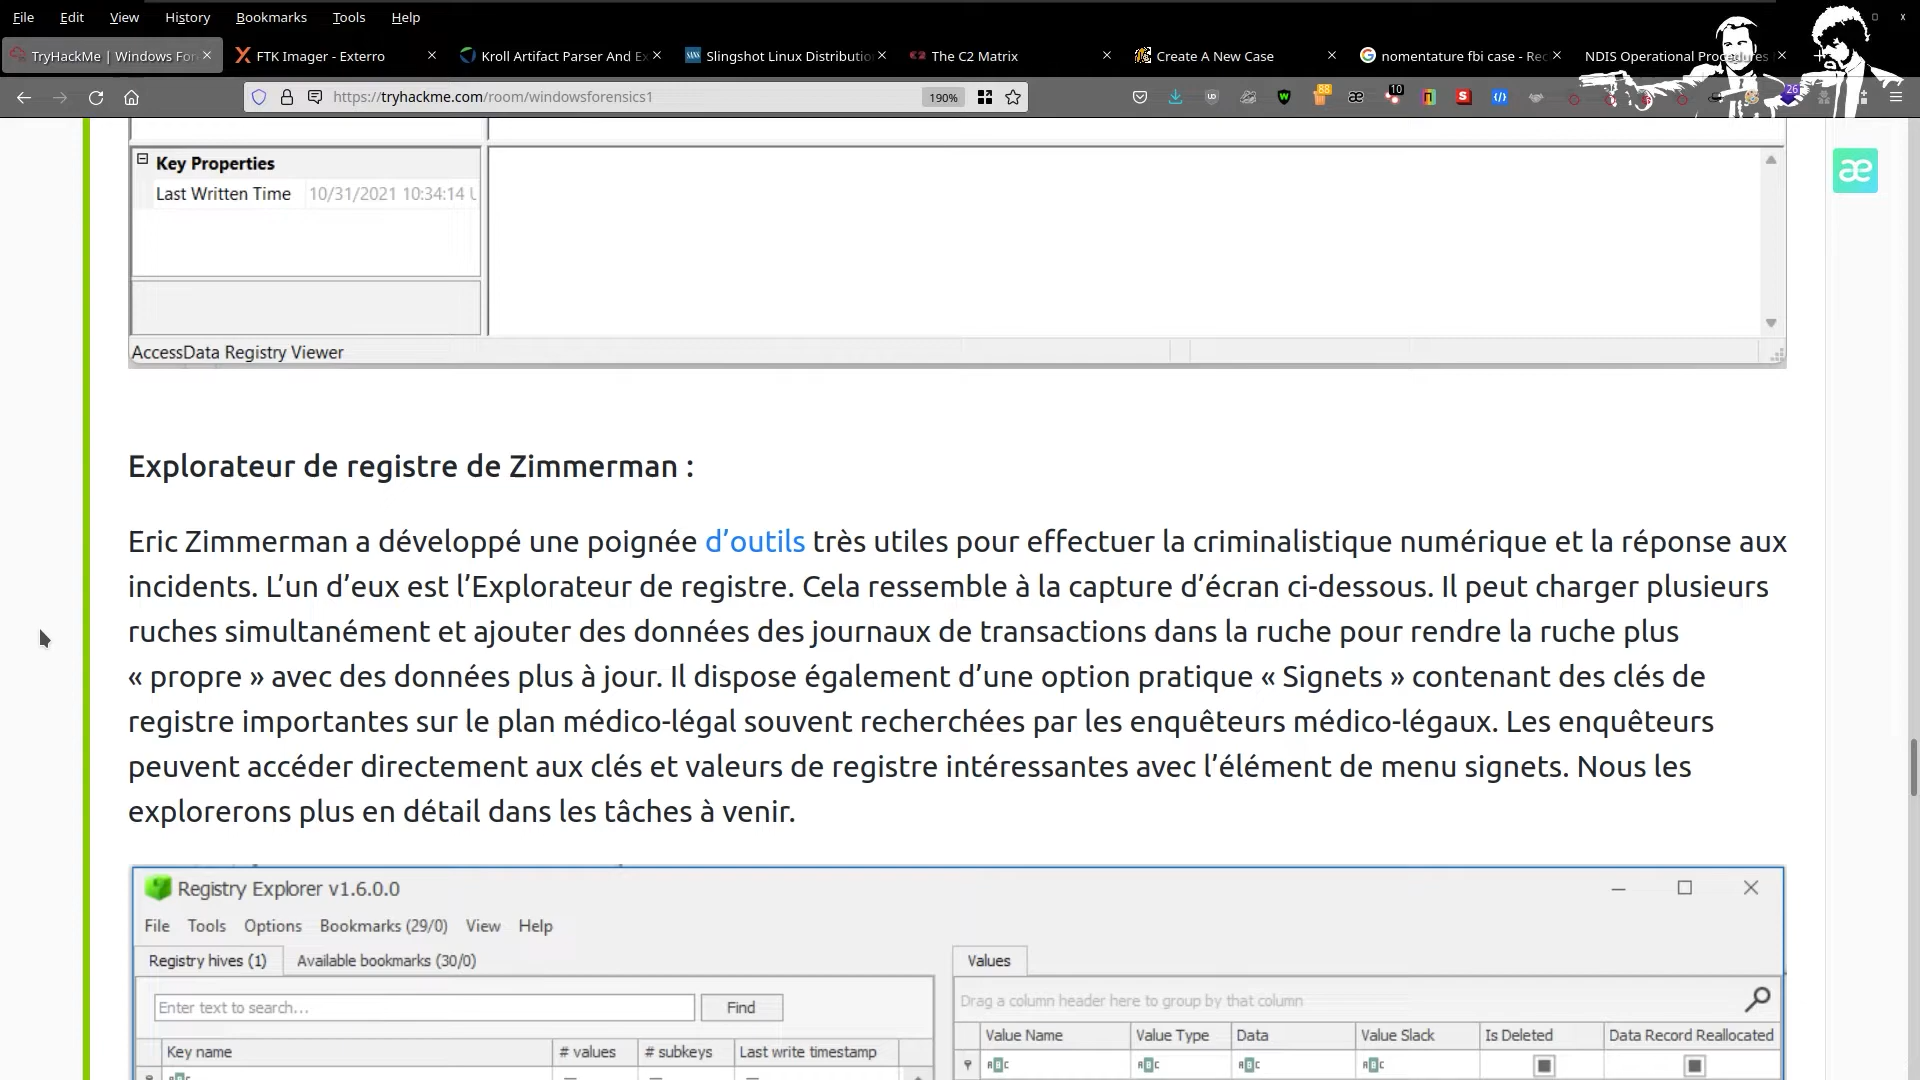 File Edit View History Bookmarks Tools Help
TryHackMe | Windows For
FTK Imager - Exterro
Kroll Artifact Parser And Ex
Slingshot Linux Distributio
The C2 Matrix
Create A New Case
nomentature fbi case - Rec
NDIS Operational Procedures
https://tryhackme.com/room/windowsforensics1
190%
88
10
26
Key Properties
Last Written Time 10/31/2021 10:34:14 U
AccessData Registry Viewer
Explorateur de registre de Zimmerman :
Eric Zimmerman a développé une poignée d’outils très utiles pour effectuer la criminalistique numérique et la réponse aux
incidents. L’un d’eux est l’Explorateur de registre. Cela ressemble à la capture d’écran ci-dessous. Il peut charger plusieurs
ruches simultanément et ajouter des données des journaux de transactions dans la ruche pour rendre la ruche plus
« propre » avec des données plus à jour. Il dispose également d’une option pratique « Signets » contenant des clés de
registre importantes sur le plan médico-légal souvent recherchées par les enquêteurs médico-légaux. Les enquêteurs
peuvent accéder directement aux clés et valeurs de registre intéressantes avec l’élément de menu signets. Nous les
explorerons plus en détail dans les tâches à venir.
Registry Explorer v1.6.0.0
File Tools Options Bookmarks (29/0) View Help
Registry hives (1) Available bookmarks (30/0)
Values
Enter text to search...
Find
Drag a column header here to group by that column
Key name # values # subkeys Last write timestamp
Value Name Value Type Data Value Slack Is Deleted Data Record Reallocated